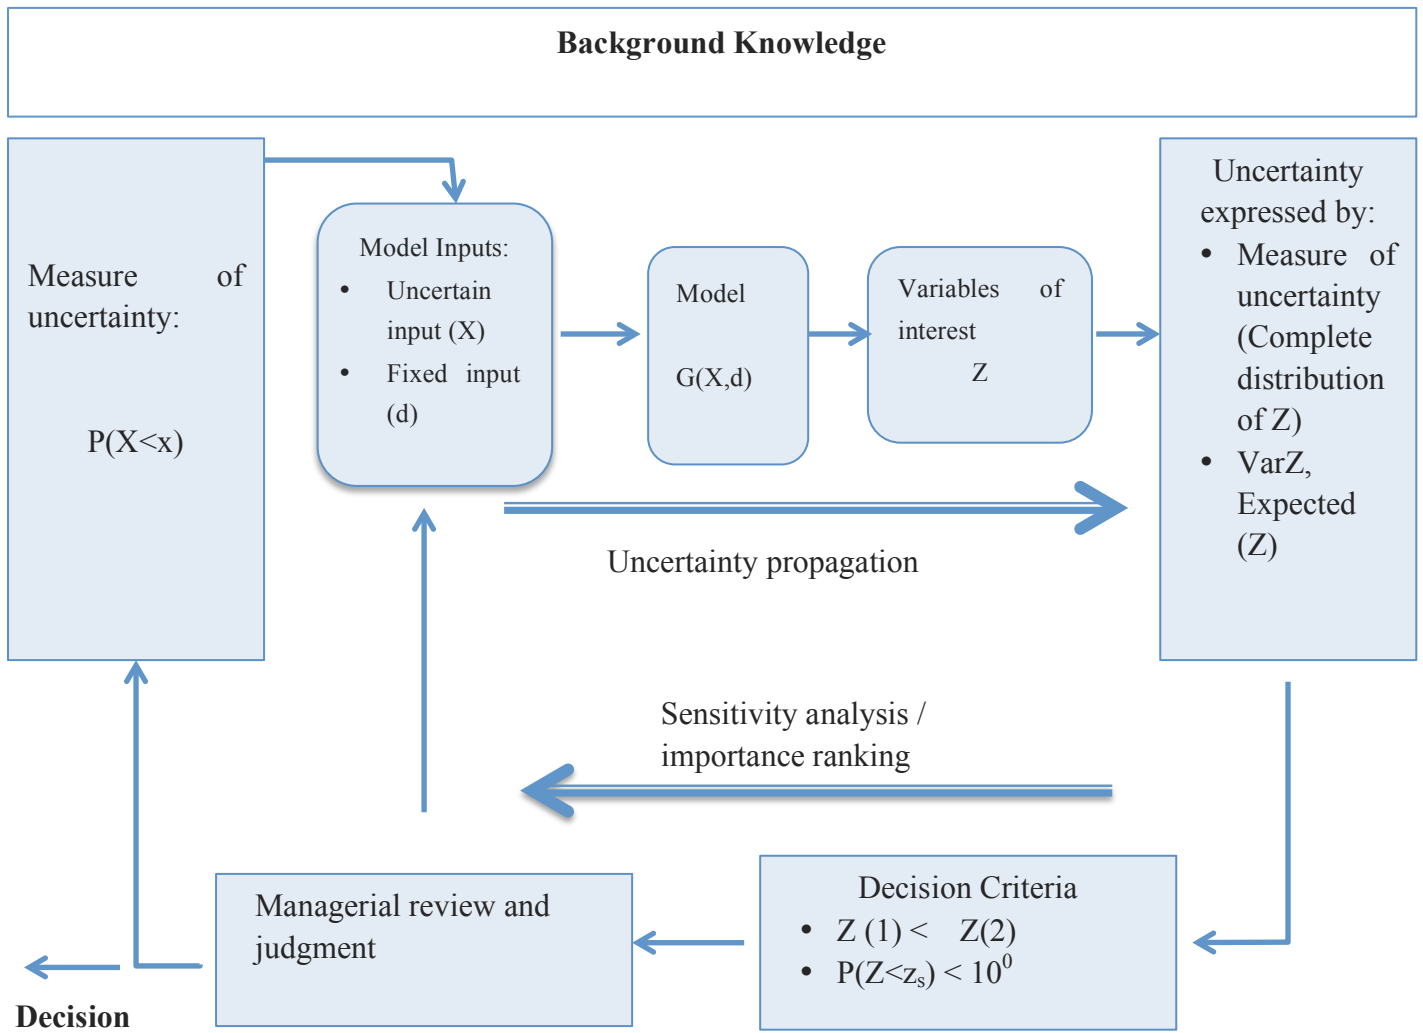 Background Knowledge
Measure of
uncertainty:
P(X<x)
Model Inputs:
• Uncertain
input (X)
• Fixed input
(d)
Model
G(X,d)
Variables of
interest
Z
Uncertainty
expressed by:
• Measure of
uncertainty
(Complete
distribution
of Z)
• VarZ,
Expected
(Z)
Uncertainty propagation
Sensitivity analysis /
importance ranking
Decision Criteria
• Z (1) < Z(2)
• P(Z<zₛ) < 10⁰
Managerial review and
judgment
Decision